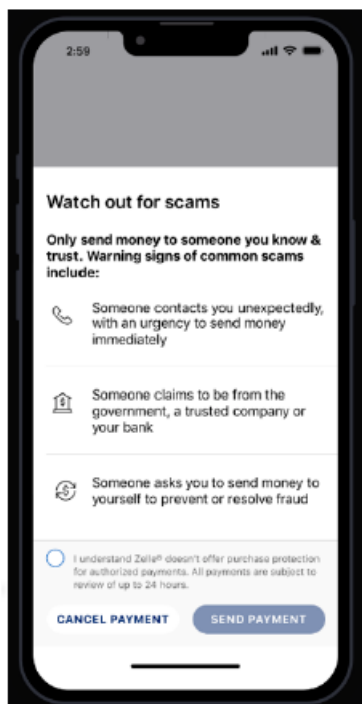 2:59
Watch out for scams
Only send money to someone you know &
trust. Warning signs of common scams
include:
Someone contacts you unexpectedly,
with an urgency to send money
immediately
Someone claims to be from the
government, a trusted company or
your bank
Someone asks you to send money to
yourself to prevent or resolve fraud
I understand Zelle® doesn't offer purchase protection
for authorized payments. All payments are subject to
review of up to 24 hours.
CANCEL PAYMENT
SEND PAYMENT